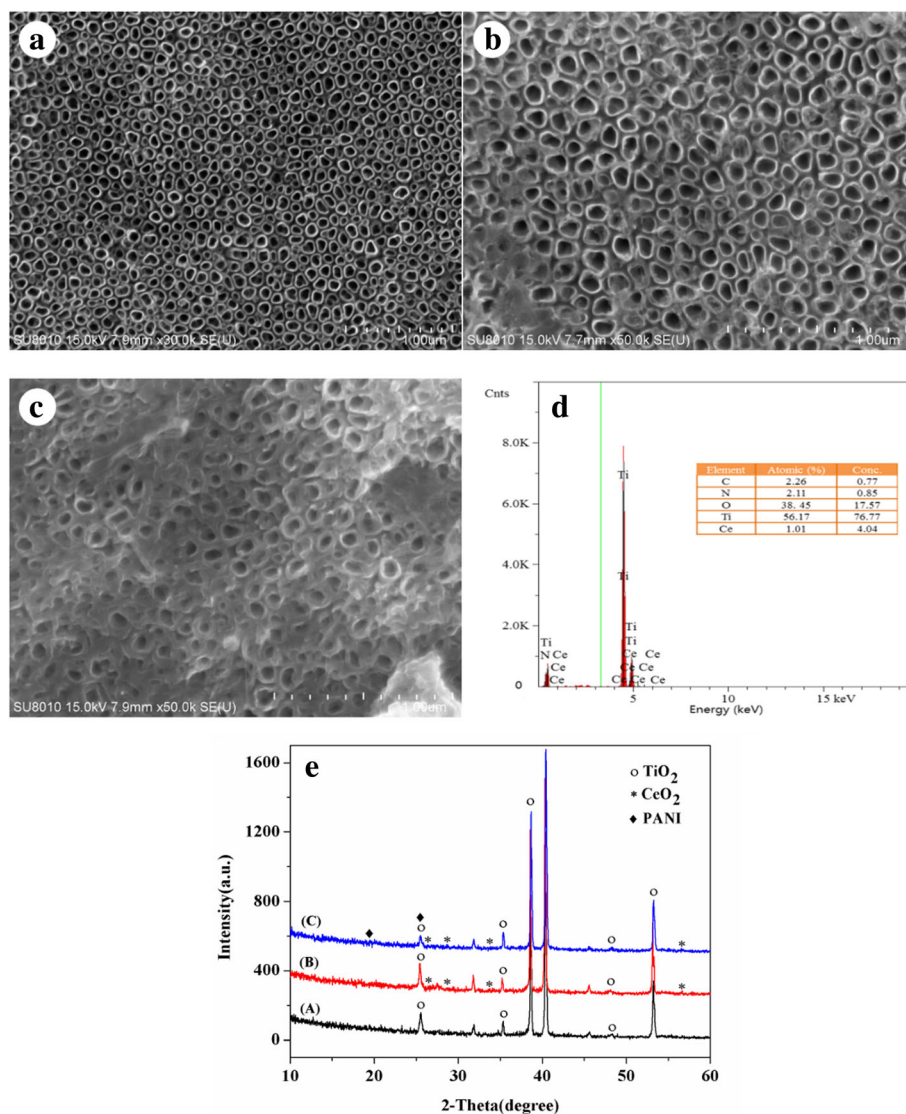 a
b
SU8010 15.0kV 7.9mm x30.0k SE(U) 1.00um
SU8010 15.0kV 7.7mm x50.0k SE(U) 1.00um
c
SU8010 15.0kV 7.9mm x50.0k SE(U) 1.00um
d
Cnts
8.0K
6.0K
4.0K
2.0K
0
Ti
Ti
Ti
Ti
Ti
N Ce
Ce Ce
Ce
Ce Ce
Ce
Ce Ce Ce
5
10
15 keV
Energy (keV)
Element Atomic (%) Conc.
C 2.26 0.77
N 2.11 0.85
O 38. 45 17.57
Ti 56.17 76.77
Ce 1.01 4.04
e
1600
1200
800
400
0
Intensity(a.u.)
TiO2
* CeO2
PANI
(C)
(B)
(A)
* * * *
* * * *
10 20 30 40 50 60
2-Theta(degree)